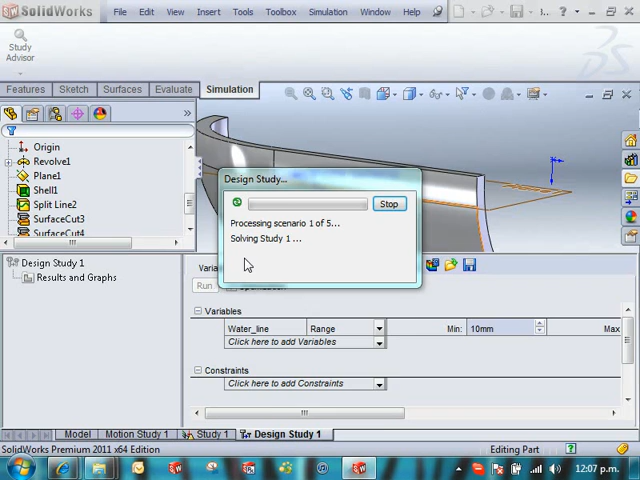 SolidWorks File Edit View Insert Tools Toolbox Simulation Window Help
Study
Advisor
Features Sketch Surfaces Evaluate Simulation
Origin
Revolve1
Plane1
Shell1
Split Line2
SurfaceCut3
SurfaceCut4
Design Study...
Stop
Processing scenario 1 of 5...
Solving Study 1 ...
Design Study 1
Results and Graphs
Run
Variables
Water_line Range Min: 10mm Max
Click here to add Variables
Constraints
Click here to add Constraints
Model Motion Study 1 Study 1 Design Study 1
SolidWorks Premium 2011 x64 Edition Editing Part
12:07 p.m.